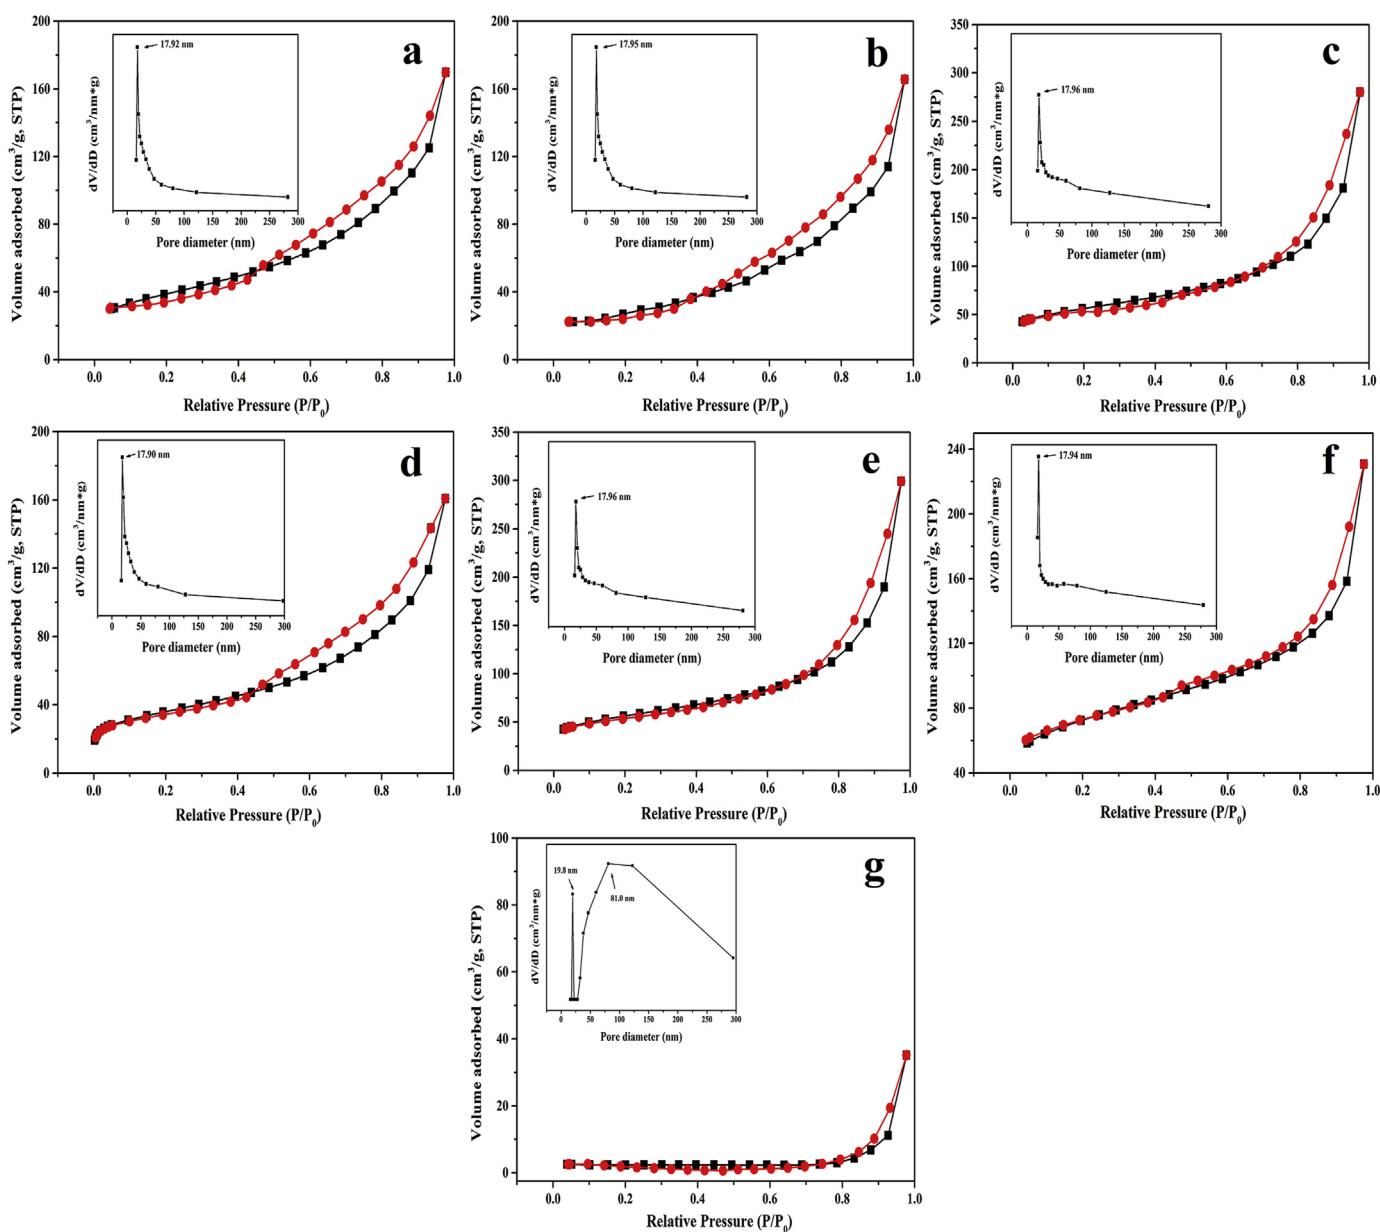 a
17.92 nm
dV/dD (cm³/nm*g)
0 50 100 150 200 250 300
Pore diameter (nm)
Volume adsorbed (cm³/g, STP)
200
160
120
80
40
0
0.0 0.2 0.4 0.6 0.8 1.0
Relative Pressure (P/P₀)
b
17.95 nm
dV/dD (cm³/nm*g)
0 50 100 150 200 250 300
Pore diameter (nm)
Volume adsorbed (cm³/g, STP)
200
160
120
80
40
0
0.0 0.2 0.4 0.6 0.8 1.0
Relative Pressure (P/P₀)
c
17.96 nm
dV/dD (cm³/nm*g)
0 50 100 150 200 250 300
Pore diameter (nm)
Volume adsorbed (cm³/g, STP)
350
300
250
200
150
100
50
0
0.0 0.2 0.4 0.6 0.8 1.0
Relative Pressure (P/P₀)
d
17.90 nm
dV/dD (cm³/nm*g)
0 50 100 150 200 250 300
Pore diameter (nm)
Volume adsorbed (cm³/g, STP)
200
160
120
80
40
0
0.0 0.2 0.4 0.6 0.8 1.0
Relative Pressure (P/P₀)
e
17.96 nm
dV/dD (cm³/nm*g)
0 50 100 150 200 250 300
Pore diameter (nm)
Volume adsorbed (cm³/g, STP)
350
300
250
200
150
100
50
0
0.0 0.2 0.4 0.6 0.8 1.0
Relative Pressure (P/P₀)
f
17.94 nm
dV/dD (cm³/nm*g)
0 50 100 150 200 250 300
Pore diameter (nm)
Volume adsorbed (cm³/g, STP)
240
200
160
120
80
40
0.0 0.2 0.4 0.6 0.8 1.0
Relative Pressure (P/P₀)
g
19.8 nm
81.0 nm
dV/dD (cm³/nm*g)
0 50 100 150 200 250 300
Pore diameter (nm)
Volume adsorbed (cm³/g, STP)
100
80
60
40
20
0
0.0 0.2 0.4 0.6 0.8 1.0
Relative Pressure (P/P₀)